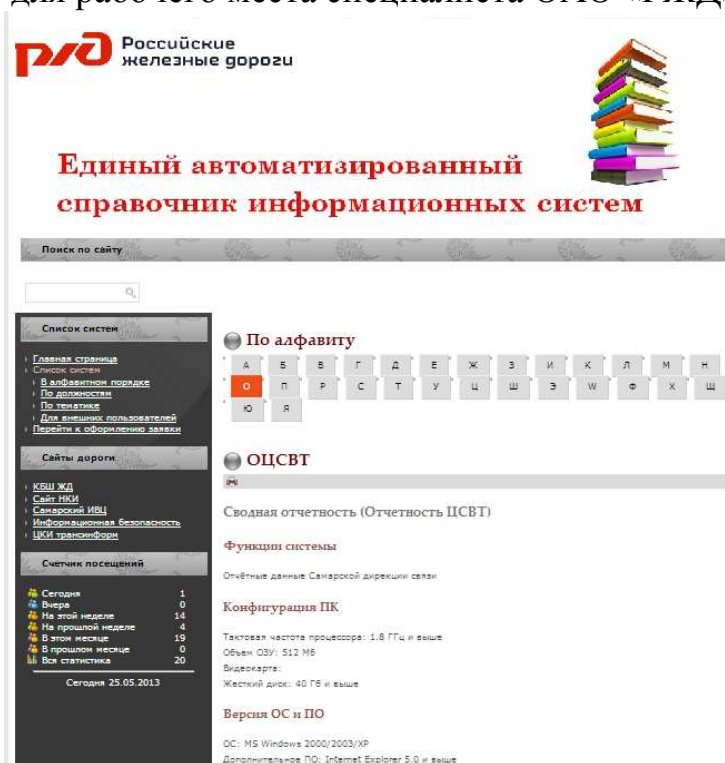 для рабочего места специалиста ОАО «РЖД
РЖД Российские
железные дороги
Единый автоматизированный
справочник информационных систем
Поиск по сайту
Список систем
Главная страница
Список систем
В алфавитном порядке
По должностям
По тематике
Для внешних пользователей
Перейти к оформлению заявки
Сайты дороги
КБШ ЖД
Сайт НКИ
Самарский ИВЦ
Информационная безопасность
ЦКИ трансинформ
Счетчик посещений
Сегодня 1
Вчера 0
На этой неделе 14
На прошлой неделе 4
В этом месяце 19
В прошлом месяце 0
Вся статистика 20
Сегодня 25.05.2013
По алфавиту
А Б В Г Д Е Ж З И К Л М Н
О П Р С Т У Ц Ш Э W Ф Х Щ
Ю Я
ОЦСВТ
Сводная отчетность (Отчетность ЦСВТ)
Функции системы
Отчётные данные Самарской дирекции связи
Конфигурация ПК
Тактовая частота процессора: 1.8 ГГц и выше
Объем ОЗУ: 512 Мб
Видеокарта:
Жесткий диск: 40 Гб и выше
Версия ОС и ПО
ОС: MS Windows 2000/2003/XP
Дополнительное ПО: Internet Explorer 5.0 и выше